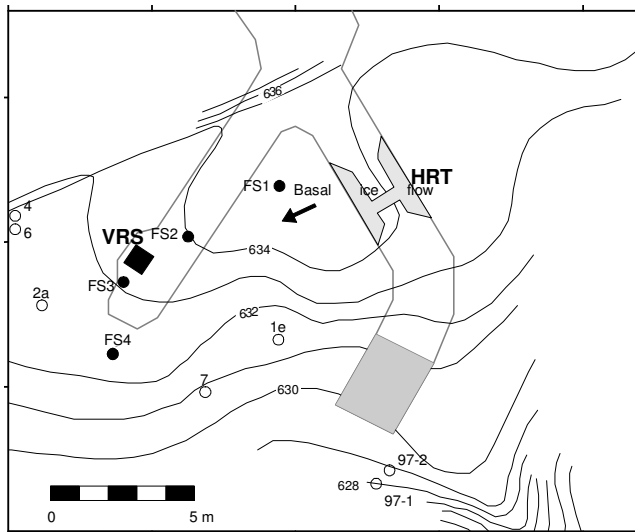 636
HRT
FS1
Basal
ice
flow
4
6
VRS
FS2
634
FS3
2a
632
1e
FS4
7
630
97-2
628
97-1
0
5 m